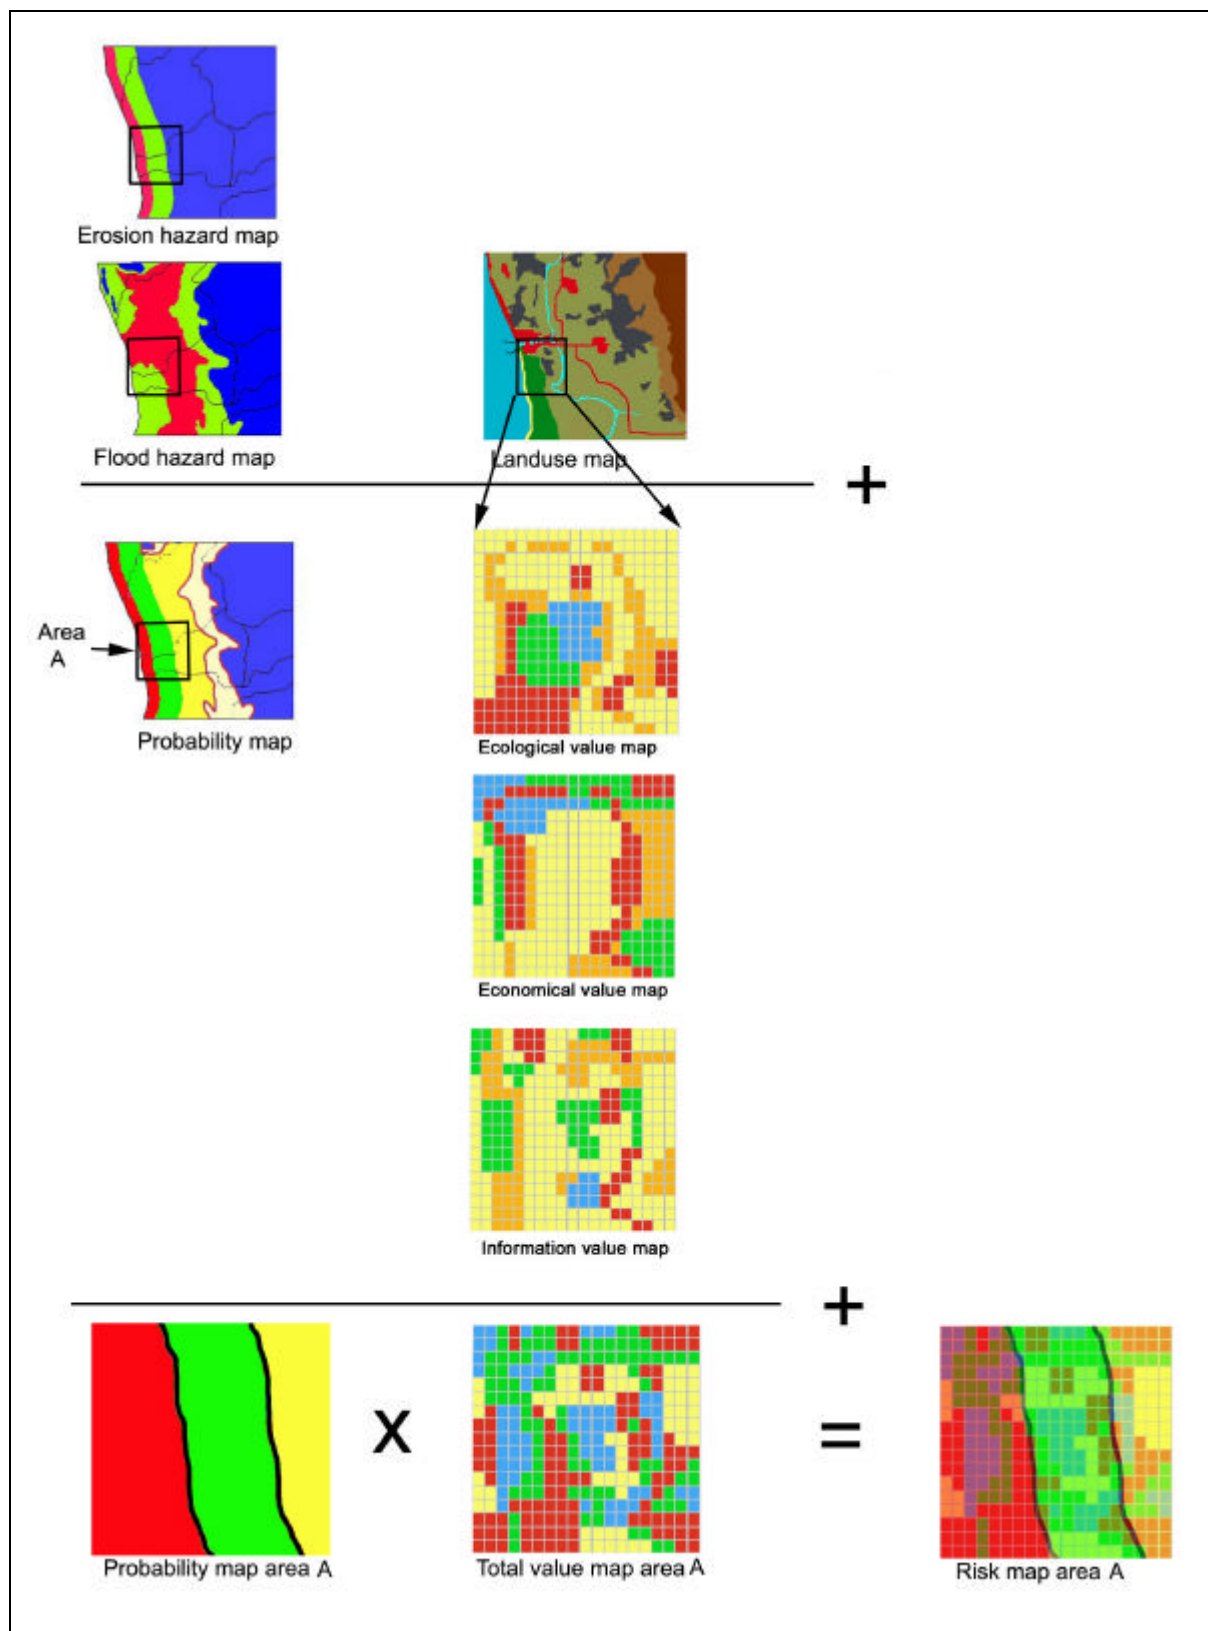 Erosion hazard map
Flood hazard map
Landuse map
+
Area
A
Probability map
Ecological value map
Economical value map
Information value map
+
X
=
Probability map area A
Total value map area A
Risk map area A